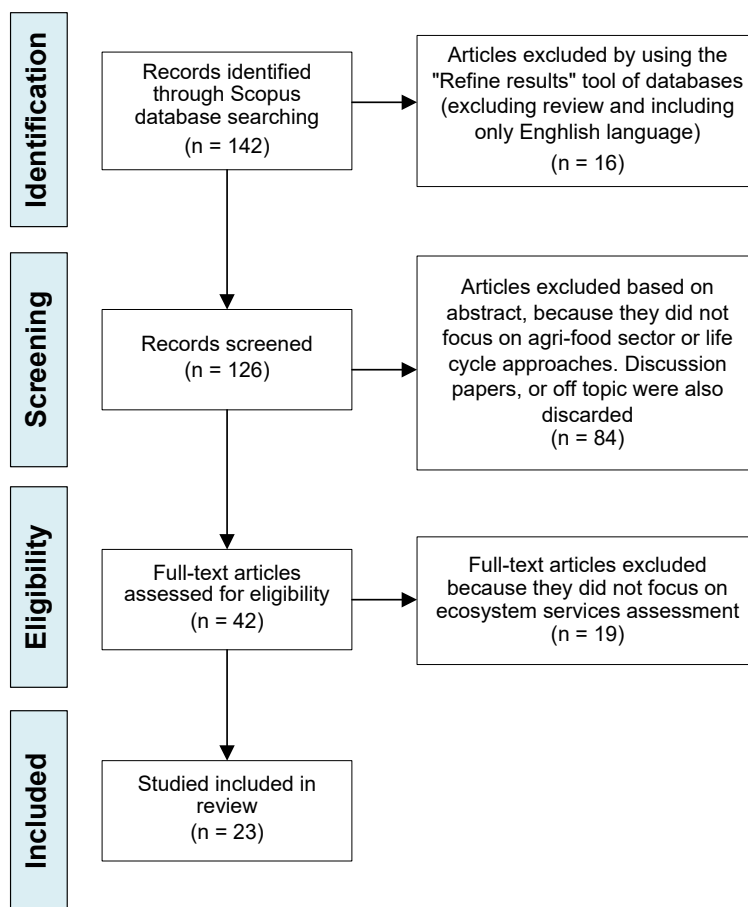 Identification
Records identified
through Scopus
database searching
(n = 142)
Articles excluded by using the
"Refine results" tool of databases
(excluding review and including
only Enghlish language)
(n = 16)
Screening
Records screened
(n = 126)
Articles excluded based on
abstract, because they did not
focus on agri-food sector or life
cycle approaches. Discussion
papers, or off topic were also
discarded
(n = 84)
Eligibility
Full-text articles
assessed for eligibility
(n = 42)
Full-text articles excluded
because they did not focus on
ecosystem services assessment
(n = 19)
Included
Studied included in
review
(n = 23)